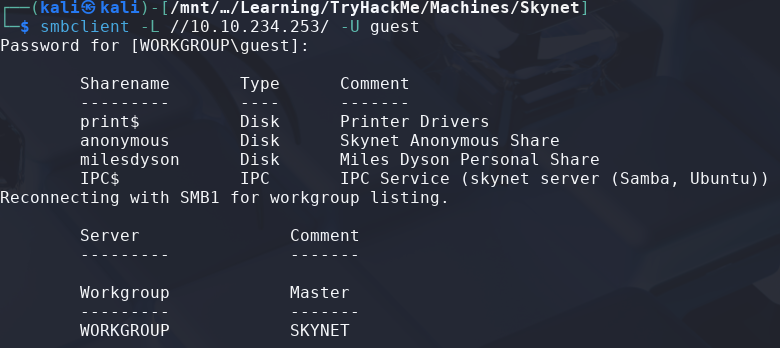 ┌──(kali㉿kali)-[/mnt/…/Learning/TryHackMe/Machines/Skynet]
└─$ smbclient -L //10.10.234.253/ -U guest
Password for [WORKGROUP\guest]:
Sharename Type Comment
--------- ---- -------
print$ Disk Printer Drivers
anonymous Disk Skynet Anonymous Share
milesdyson Disk Miles Dyson Personal Share
IPC$ IPC IPC Service (skynet server (Samba, Ubuntu))
Reconnecting with SMB1 for workgroup listing.
Server Comment
--------- -------
Workgroup Master
--------- -------
WORKGROUP SKYNET